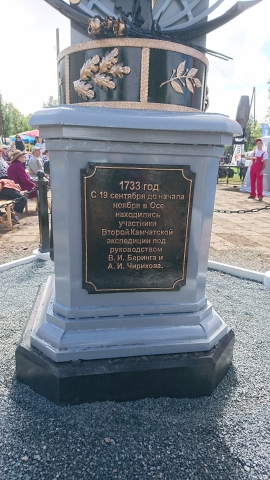 1733 год
С 19 сентября до начала
ноября в Осе
находились
участники
Второй Камчатской
экспедиции под
руководством
В. И. Беринга и
А. И. Чирикова.